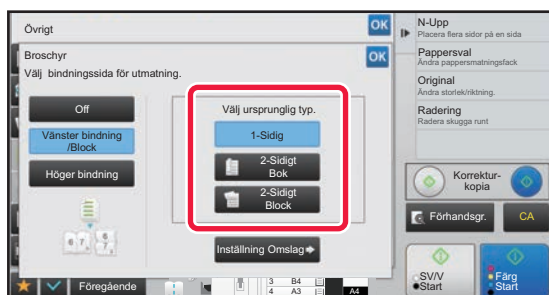 Övrigt
OK
Broschyr
OK
Välj bindningssida för utmatning.
Off
Vänster bindning
/Block
Höger bindning
Välj ursprunglig typ.
1-Sidig
2-Sidigt
Bok
2-Sidigt
Block
Inställning Omslag
Föregående
3 B4
4 A3
A4
N-Upp
Placera flera sidor på en sida
Pappersval
Ändra pappersmatningsfack
Original
Ändra storlek/riktning.
Radering
Radera skugga runt
Korrektur-
kopia
Förhandsgr.
CA
SV/V
Start
Färg
Start